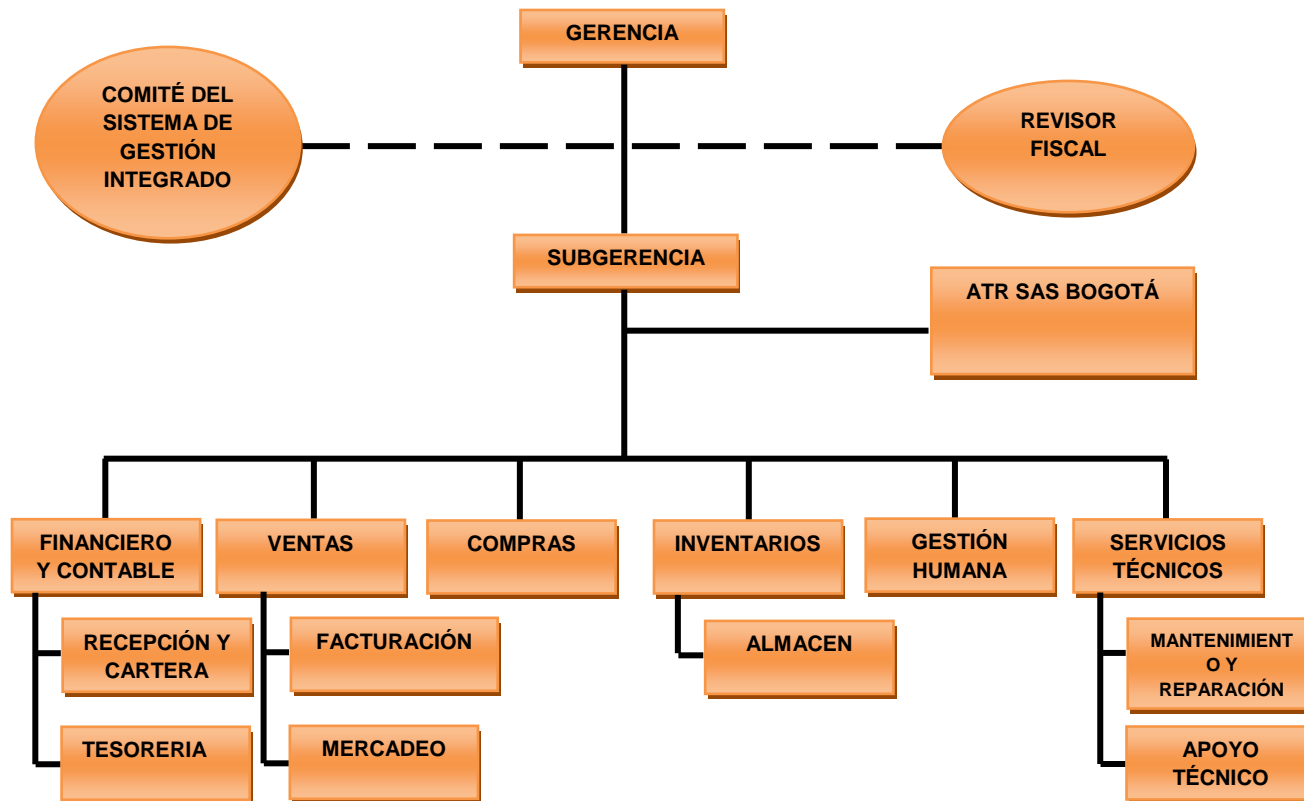 GERENCIA
COMITÉ DEL
SISTEMA DE
GESTIÓN
INTEGRADO
REVISOR
FISCAL
SUBGERENCIA
ATR SAS BOGOTÁ
FINANCIERO
Y CONTABLE
VENTAS
COMPRAS
INVENTARIOS
GESTIÓN
HUMANA
SERVICIOS
TÉCNICOS
RECEPCIÓN Y
CARTERA
FACTURACIÓN
ALMACEN
MANTENIMIENT
O Y
REPARACIÓN
TESORERIA
MERCADEO
APOYO
TÉCNICO